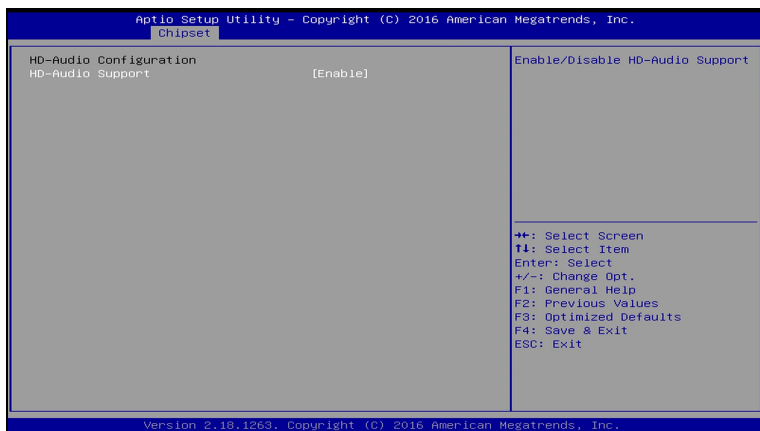 Aptio Setup Utility – Copyright (C) 2016 American Megatrends, Inc.
Chipset
HD-Audio Configuration
HD-Audio Support [Enable]
Enable/Disable HD-Audio Support
→←: Select Screen
↑↓: Select Item
Enter: Select
+/-: Change Opt.
F1: General Help
F2: Previous Values
F3: Optimized Defaults
F4: Save & Exit
ESC: Exit
Version 2.18.1263. Copyright (C) 2016 American Megatrends, Inc.